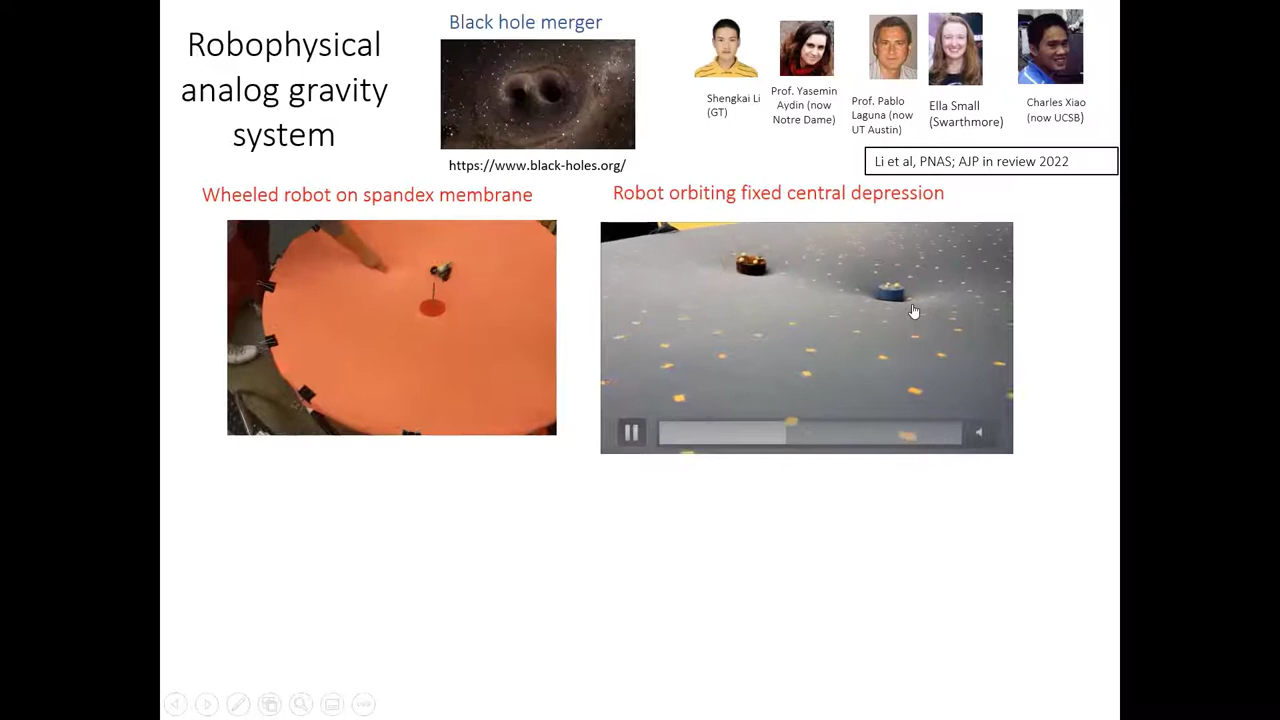 Robophysical
analog gravity
system
Black hole merger
https://www.black-holes.org/
Shengkai Li
(GT)
Prof. Yasemin
Aydin (now
Notre Dame)
Prof. Pablo
Laguna (now
UT Austin)
Ella Small
(Swarthmore)
Charles Xiao
(now UCSB)
Li et al, PNAS; AJP in review 2022
Wheeled robot on spandex membrane
Robot orbiting fixed central depression